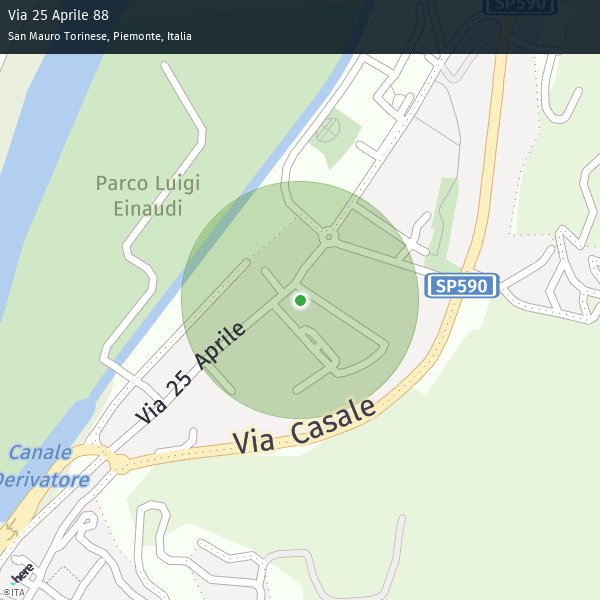 Via 25 Aprile 88
San Mauro Torinese, Piemonte, Italia
SP590
Parco Luigi
Einaudi
SP590
Via 25 Aprile
Via Casale
Canale
Derivatore
here
©ITA